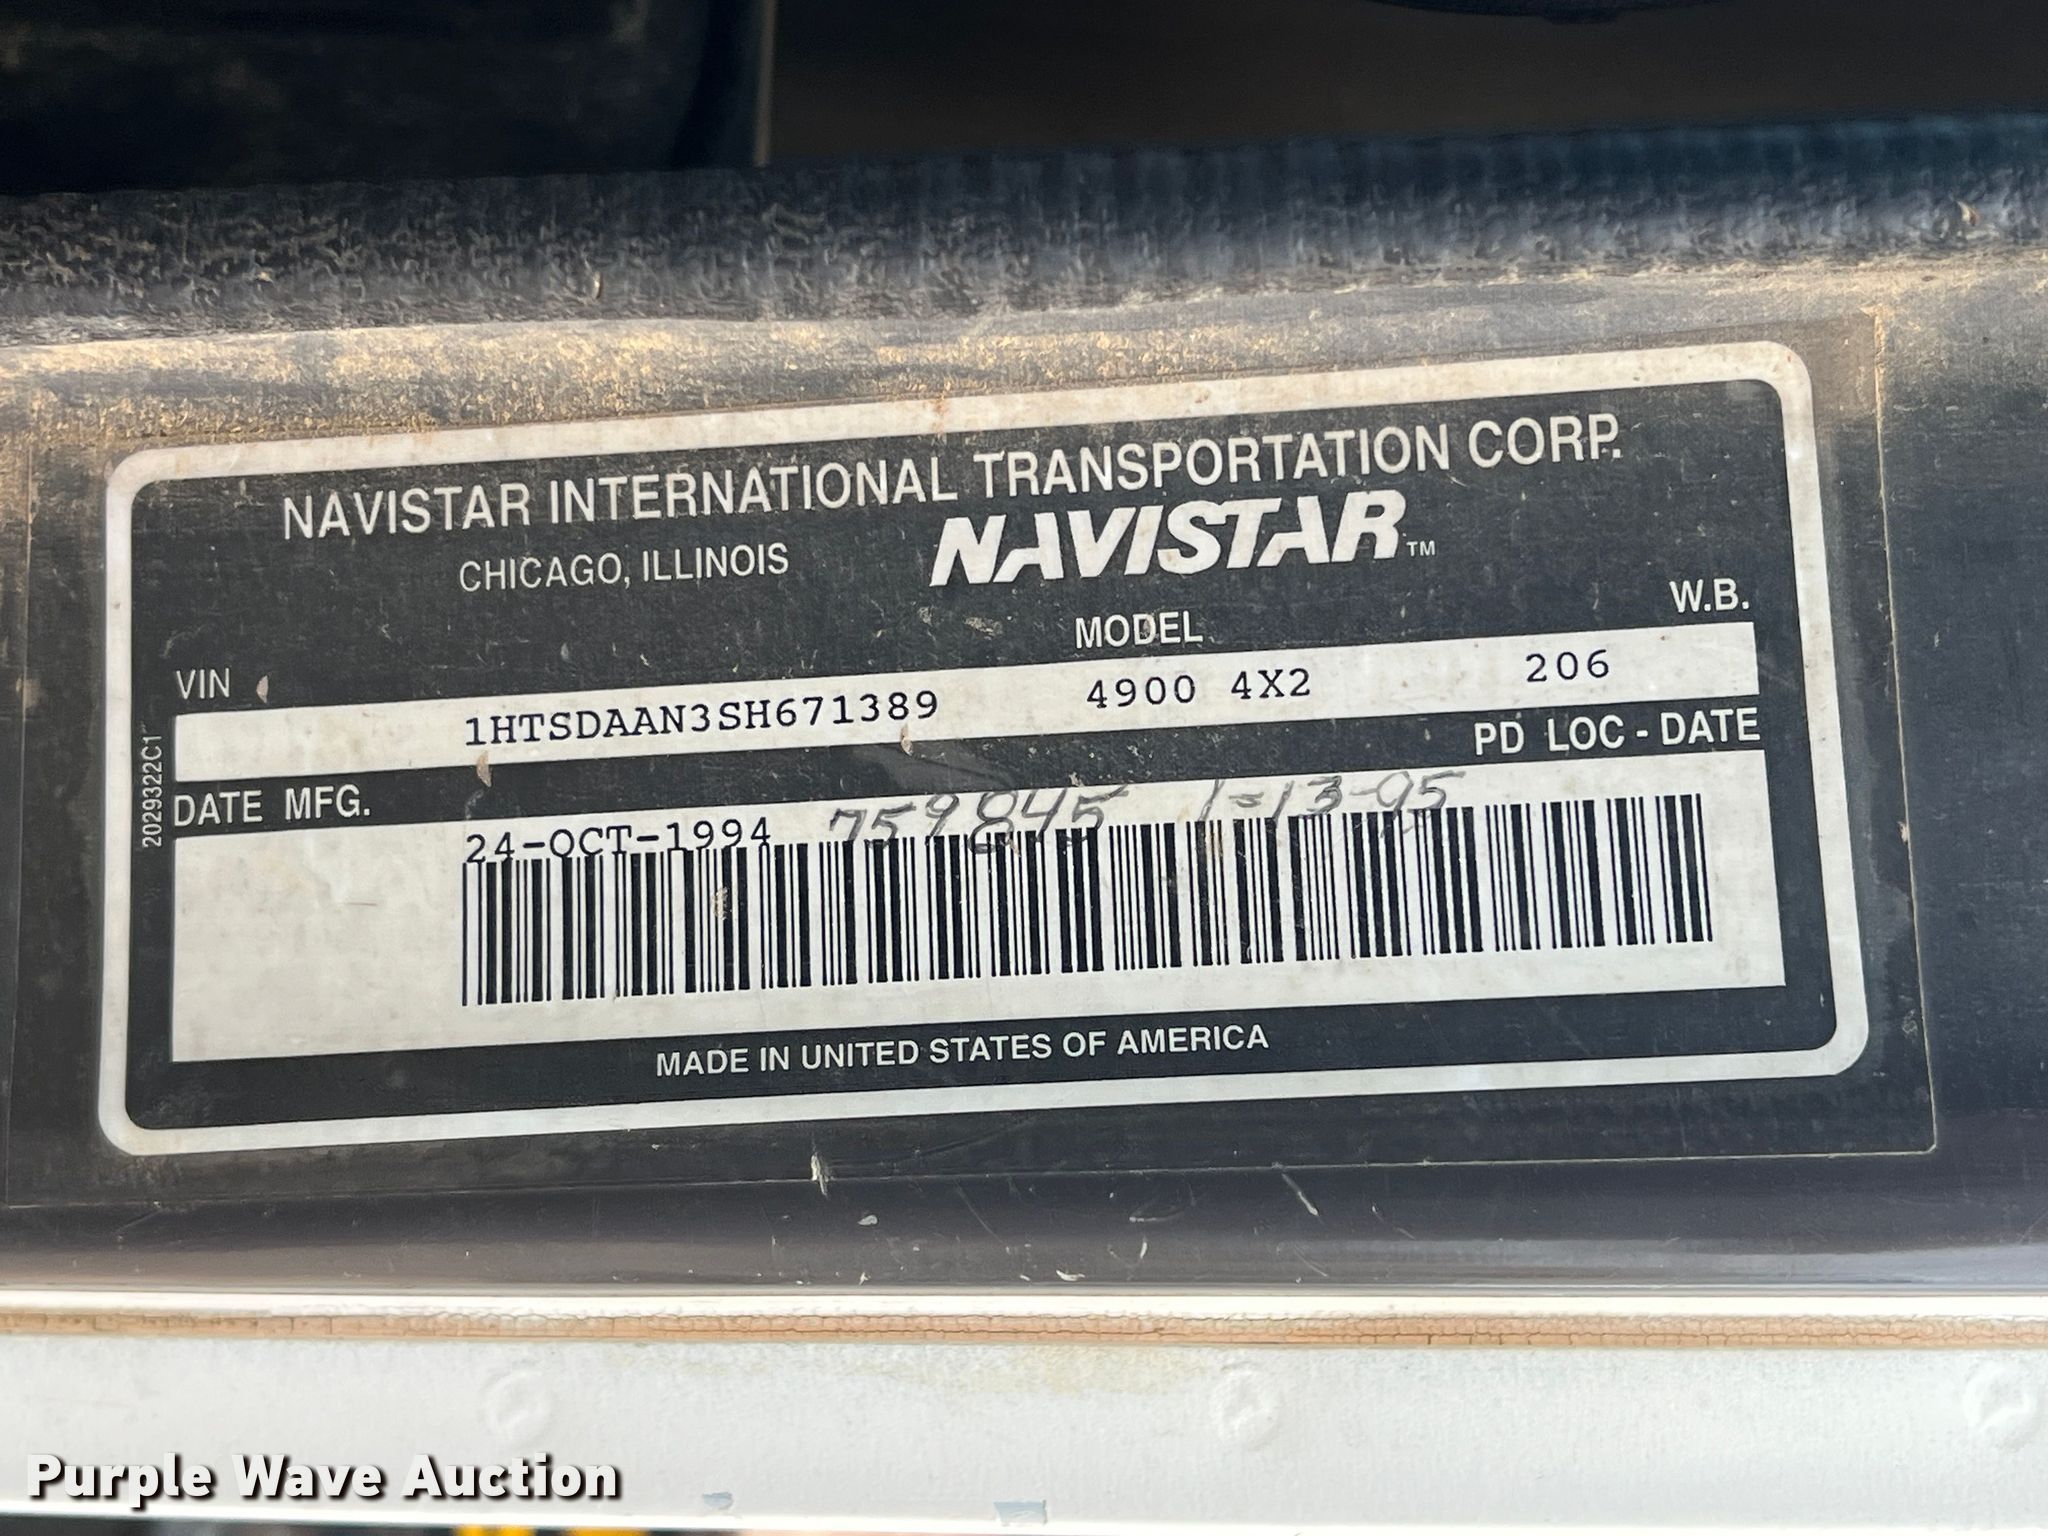 NAVISTAR INTERNATIONAL TRANSPORTATION CORP.
CHICAGO, ILLINOIS NAVISTAR™
VIN MODEL W.B.
1HTSDAAN3SH671389 4900 4X2 206
DATE MFG. PD LOC - DATE
24-OCT-1994 759845 1-13-95
MADE IN UNITED STATES OF AMERICA
2029322C1
Purple Wave Auction